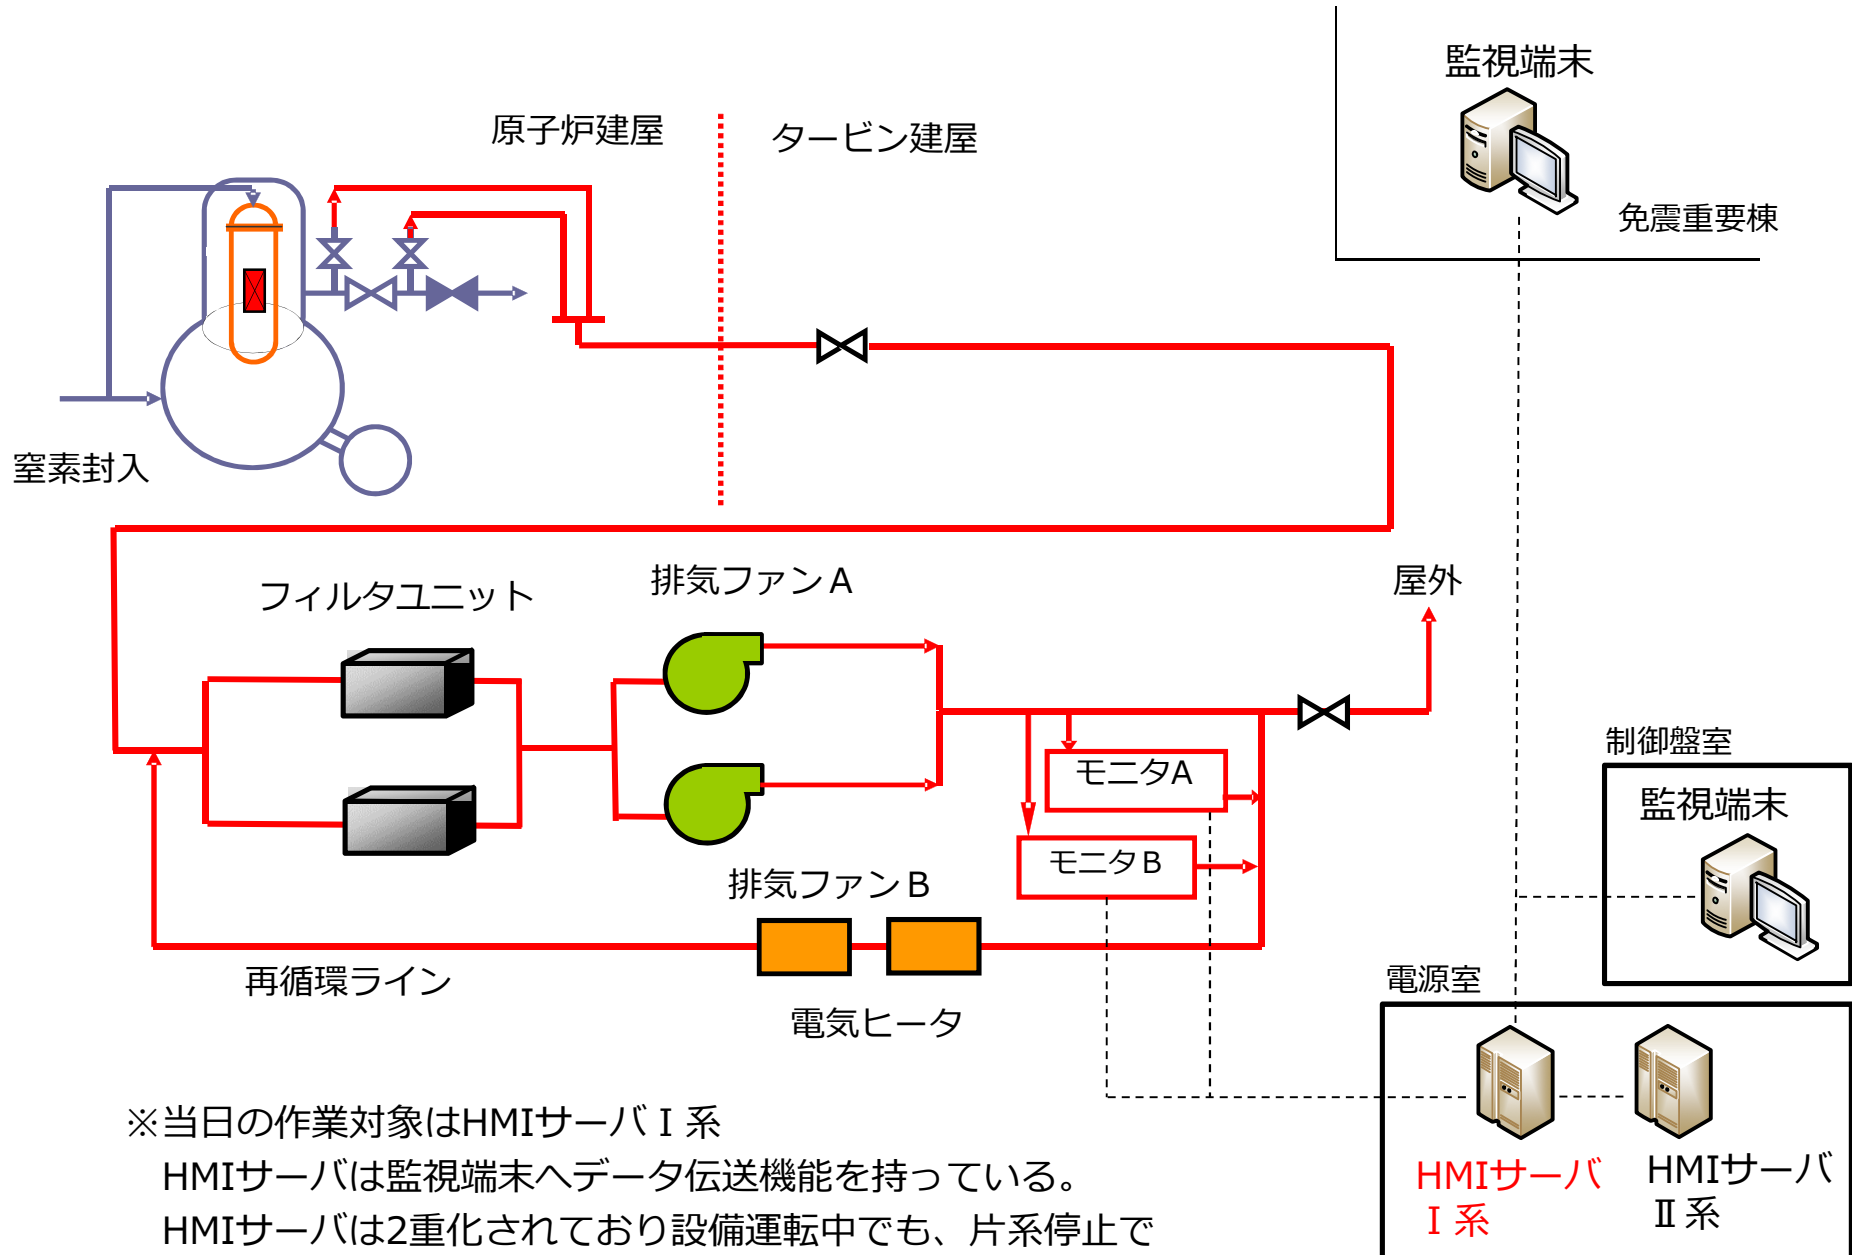 監視端末
原子炉建屋
タービン建屋
免震重要棟
窒素封入
フィルタユニット
排気ファンA
屋外
制御盤室
モニタA
監視端末
モニタB
排気ファンB
再循環ライン
電源室
電気ヒータ
※当日の作業対象はHMIサーバⅠ系
HMIサーバは監視端末へデータ伝送機能を持っている。
HMIサーバは2重化されており設備運転中でも、片系停止で
HMIサーバ
Ⅰ系
HMIサーバ
Ⅱ系